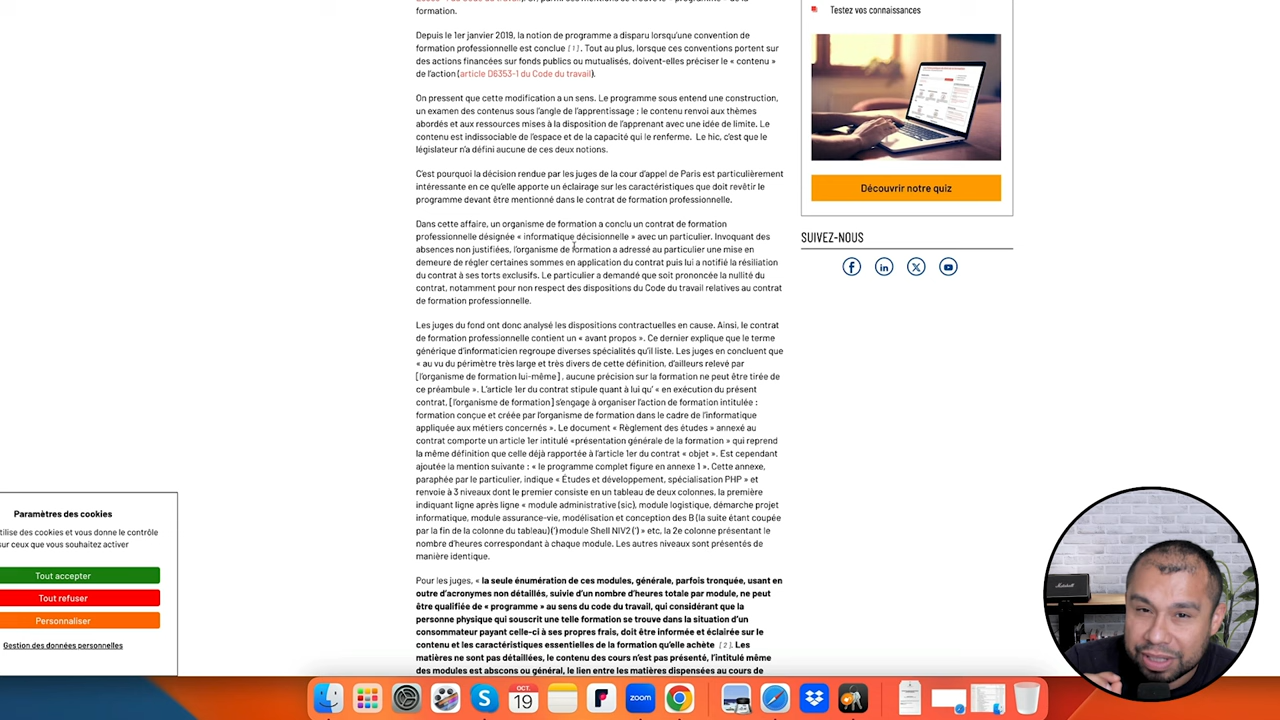 formation.
Depuis le 1er janvier 2019, la notion de programme a disparu lorsqu'une convention de
formation professionnelle est conclue [1]. Tout au plus, lorsque ces conventions portent sur
des actions financées sur fonds publics ou mutualisés, doivent-elles préciser le « contenu »
de l'action (article D6353-1 du Code du travail).
On pressent que cette modification a un sens. Le programme sous entend une construction,
un examen des contenus sous l'angle de l'apprentissage ; le contenu renvoi aux thèmes
abordés et aux ressources mises à la disposition de l'apprenant avec une idée de limite. Le
contenu est indissociable de l'espace et de la capacité qui le renferme. Le hic, c'est que le
législateur n'a défini aucune de ces deux notions.
C'est pourquoi la décision rendue par les juges de la cour d'appel de Paris est particulièrement
intéressante en ce qu'elle apporte un éclairage sur les caractéristiques que doit revêtir le
programme devant être mentionné dans le contrat de formation professionnelle.
Dans cette affaire, un organisme de formation a conclu un contrat de formation
professionnelle désignée « informatique décisionnelle » avec un particulier. Invoquant des
absences non justifiées, l'organisme de formation a adressé au particulier une mise en
demeure de régler certaines sommes en application du contrat puis lui a notifié la résiliation
du contrat à ses torts exclusifs. Le particulier a demandé que soit prononcée la nullité du
contrat, notamment pour non respect des dispositions du Code du travail relatives au contrat
de formation professionnelle.
Les juges du fond ont donc analysé les dispositions contractuelles en cause. Ainsi, le contrat
de formation professionnelle contient un « avant propos ». Ce dernier explique que le terme
générique d'informaticien regroupe diverses spécialités qu'il liste. Les juges en concluent que
« au vu du périmètre très large et très divers de cette définition, d'ailleurs relevé par
[l'organisme de formation lui-même], aucune précision sur la formation ne peut être tirée de
ce préambule ». L'article 1er du contrat stipule quant à lui qu' « en exécution du présent
contrat, [l'organisme de formation] s'engage à organiser l'action de formation intitulée :
formation conçue et créée par l'organisme de formation dans le cadre de l'informatique
appliquée aux métiers concernés ». Le document « Règlement des études » annexé au
contrat comporte un article 1er intitulé «présentation générale de la formation » qui reprend
la même définition que celle déjà rapportée à l'article 1er du contrat « objet ». Est cependant
ajoutée la mention suivante : « le programme complet figure en annexe 1 ». Cette annexe,
paraphée par le particulier, indique « Études et développement, spécialisation PHP » et
renvoie à 3 niveaux dont le premier consiste en un tableau de deux colonnes, la première
indiquant ligne après ligne « module administrative (sic), module logistique, démarche projet
informatique, module assurance-vie, modélisation et conception des B (la suite étant coupée
par la fin de la colonne du tableau)(') module Shell NIV2 (') » etc, la 2e colonne présentant le
nombre d'heures correspondant à chaque module. Les autres niveaux sont présentés de
manière identique.
Pour les juges, « la seule énumération de ces modules, générale, parfois tronquée, usant en
outre d'acronymes non détaillés, suivie d'un nombre d'heures totale par module, ne peut
être qualifiée de « programme » au sens du code du travail, qui considérant que la
personne physique qui souscrit une telle formation se trouve dans la situation d'un
consommateur payant celle-ci à ses propres frais, doit être informée et éclairée sur le
contenu et les caractéristiques essentielles de la formation qu'elle achète [2]. Les
matières ne sont pas détaillées, le contenu des cours n'est pas présenté, l'intitulé même
des modules est abscons ou général, le lien entre les matières dispensées au cours de
Testez vos connaissances
Découvrir notre quiz
SUIVEZ-NOUS
Paramètres des cookies
utilise des cookies et vous donne le contrôle
sur ceux que vous souhaitez activer
Tout accepter
Tout refuser
Personnaliser
Gestion des données personnelles
OCT.
19
zoom
Marshall